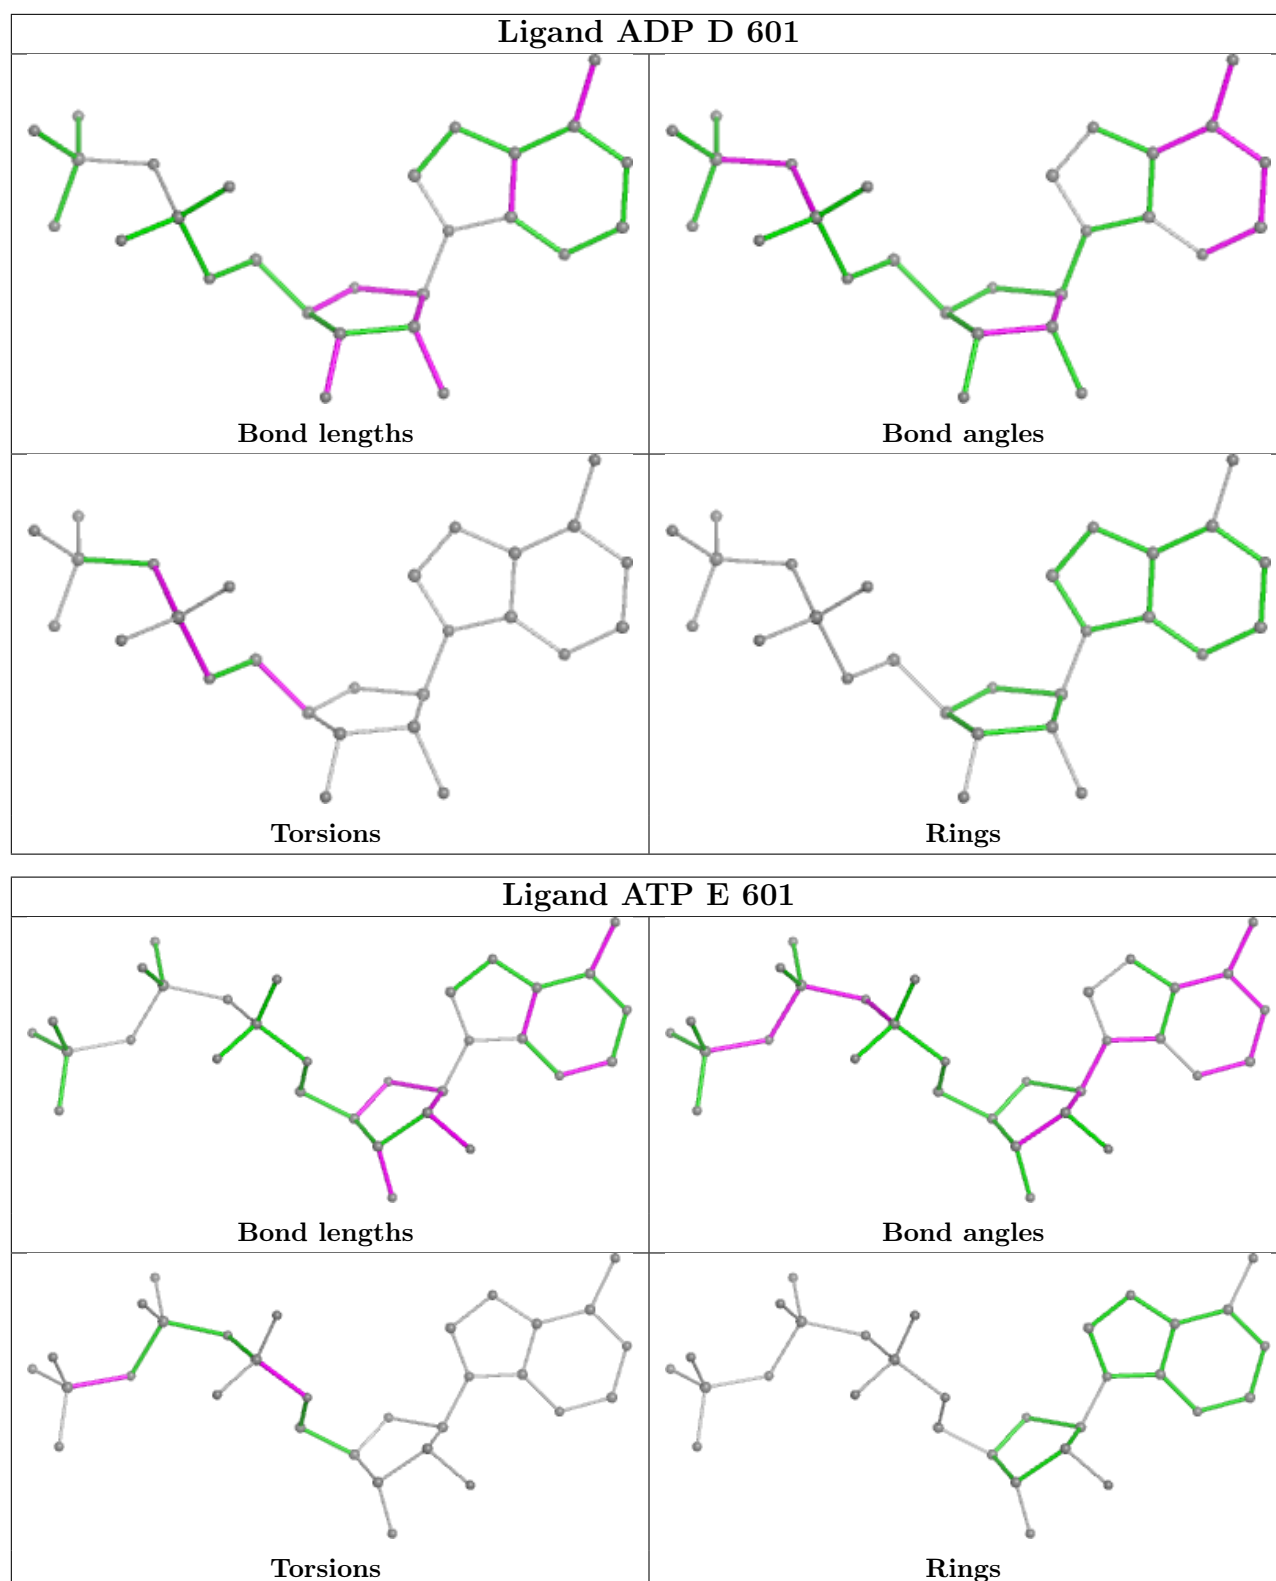 Ligand ADP D 601
Bond lengths
Bond angles
Torsions
Rings
Ligand ATP E 601
Bond lengths
Bond angles
Torsions
Rings